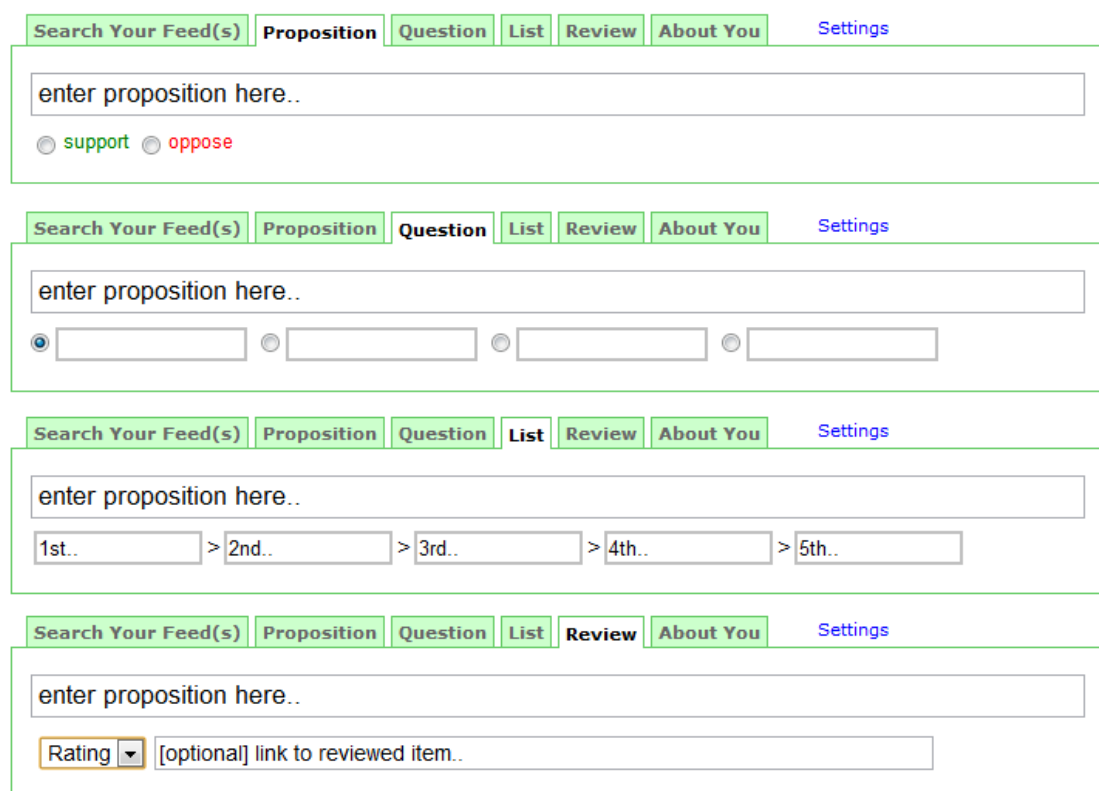 Search Your Feed(s) Proposition Question List Review About You Settings
enter proposition here..
support oppose
Search Your Feed(s) Proposition Question List Review About You Settings
enter proposition here..
Search Your Feed(s) Proposition Question List Review About You Settings
enter proposition here..
1st.. > 2nd.. > 3rd.. > 4th.. > 5th..
Search Your Feed(s) Proposition Question List Review About You Settings
enter proposition here..
Rating [optional] link to reviewed item..